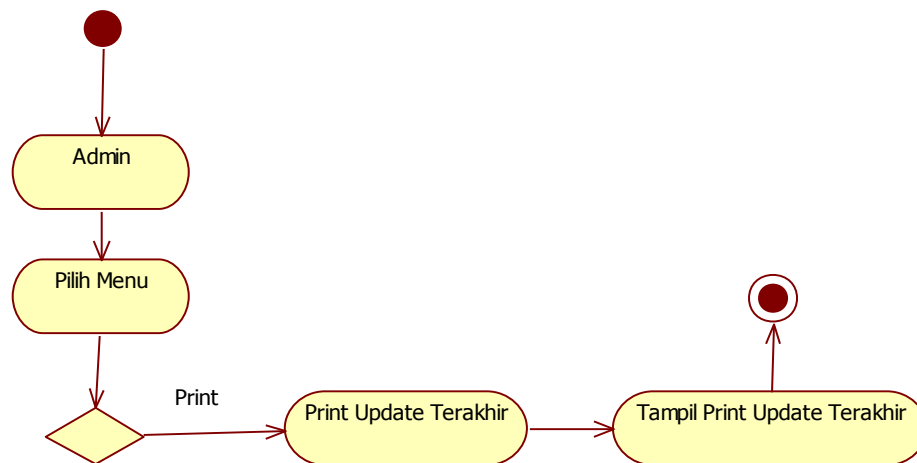 Admin
Pilih Menu
Print
Print Update Terakhir
Tampil Print Update Terakhir